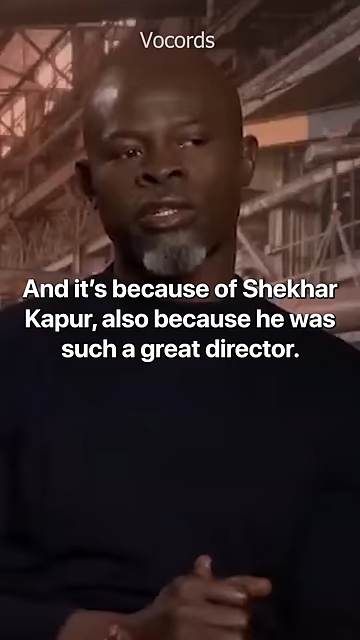 Vocords
And it's because of Shekhar
Kapur, also because he was
such a great director.